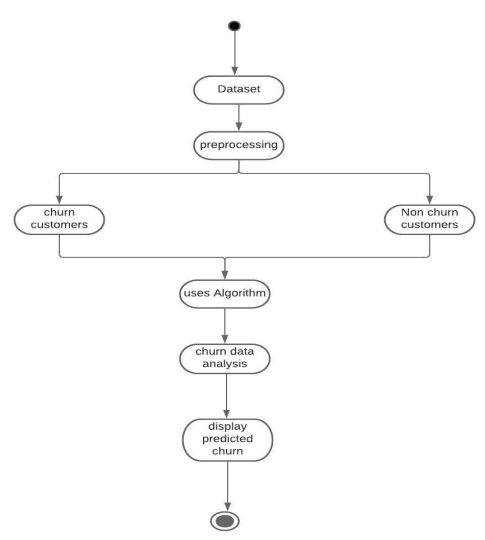 Dataset
preprocessing
churn
customers
Non churn
customers
uses Algorithm
churn data
analysis
display
predicted
churn